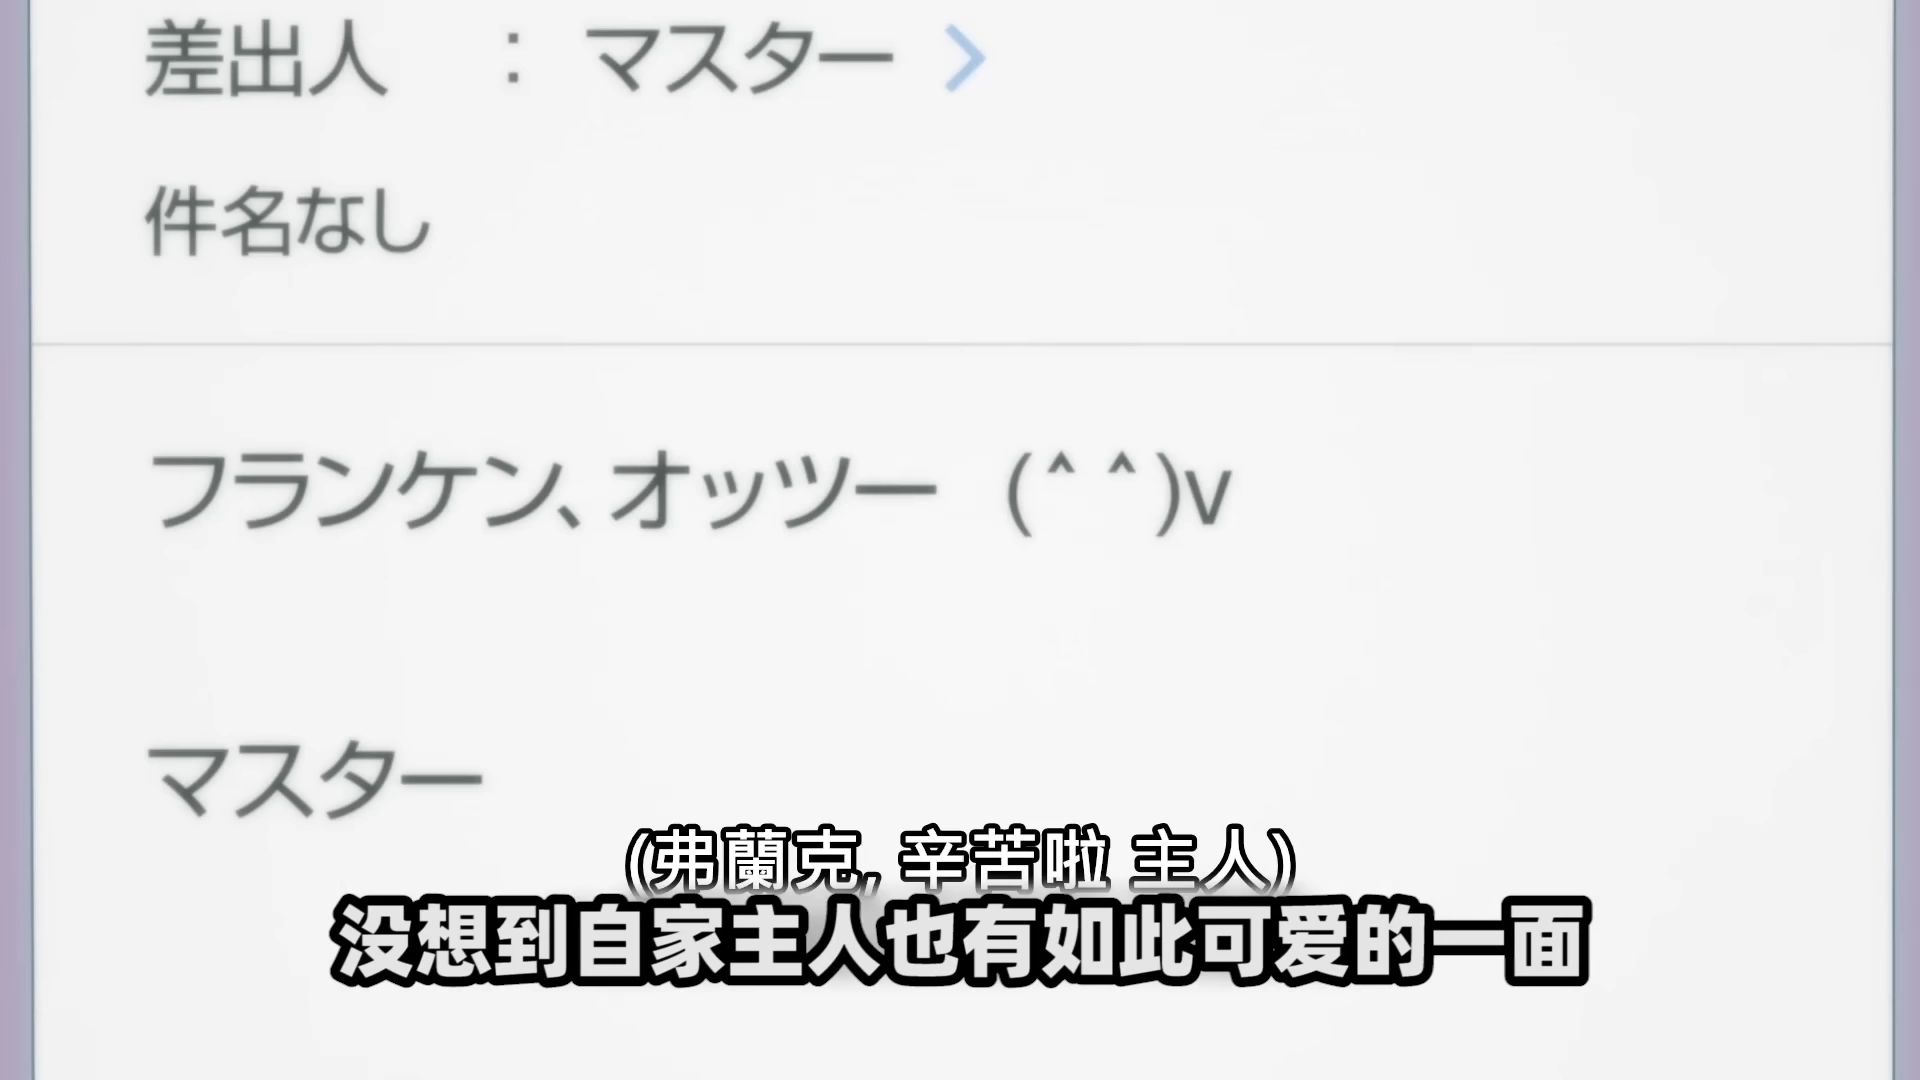 差出人 : マスター >
件名なし
フランケン、オッツー (^ ^)v
マスター
(弗蘭克, 辛苦啦 主人)
没想到自家主人也有如此可爱的一面